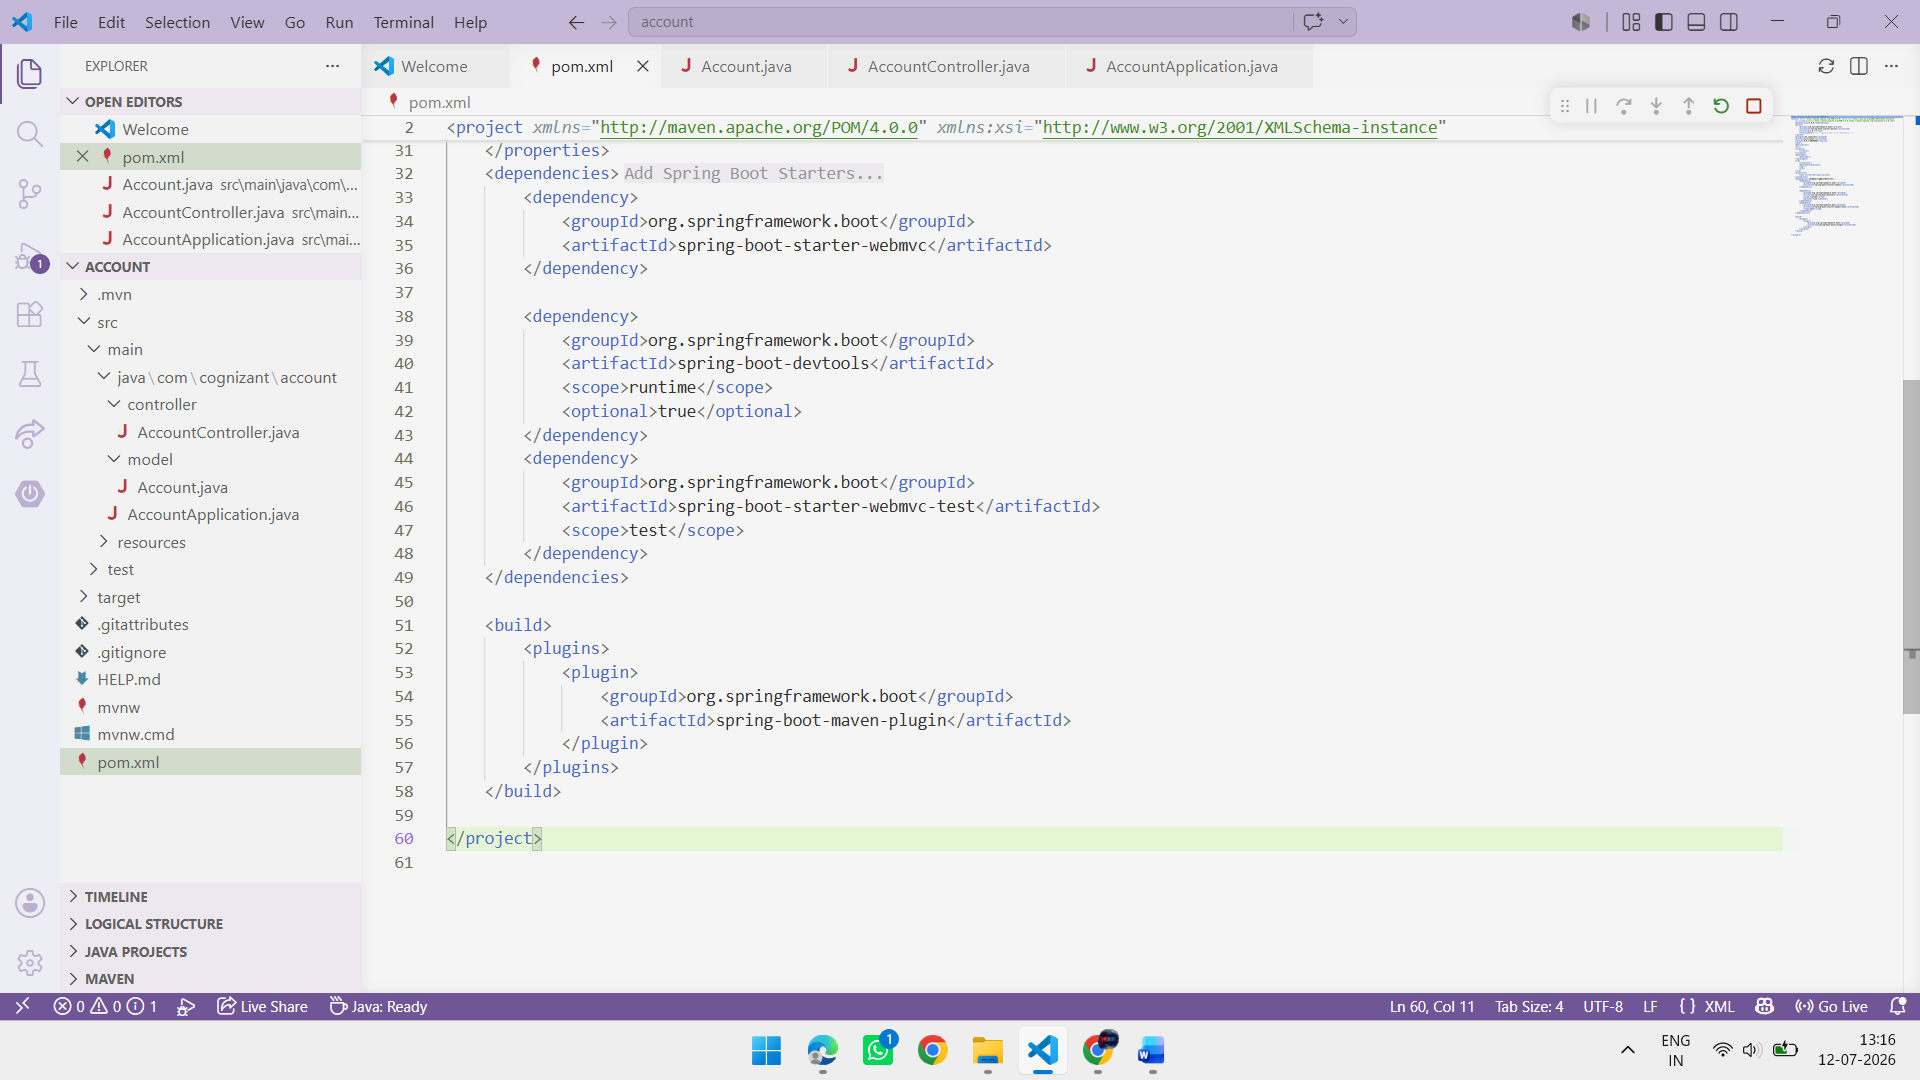 File Edit Selection View Go Run Terminal Help
account
EXPLORER
Welcome
pom.xml
Account.java
AccountController.java
AccountApplication.java
OPEN EDITORS
Welcome
pom.xml
Account.java src\main\java\com\...
AccountController.java src\main...
AccountApplication.java src\mai...
ACCOUNT
.mvn
src
main
java\com\cognizant\account
controller
AccountController.java
model
Account.java
AccountApplication.java
resources
test
target
.gitattributes
.gitignore
HELP.md
mvnw
mvnw.cmd
pom.xml
TIMELINE
LOGICAL STRUCTURE
JAVA PROJECTS
MAVEN
1
pom.xml
2 <project xmlns="http://maven.apache.org/POM/4.0.0" xmlns:xsi="http://www.w3.org/2001/XMLSchema-instance"
31 </properties>
32 <dependencies> Add Spring Boot Starters...
33 <dependency>
34 <groupId>org.springframework.boot</groupId>
35 <artifactId>spring-boot-starter-webmvc</artifactId>
36 </dependency>
37
38 <dependency>
39 <groupId>org.springframework.boot</groupId>
40 <artifactId>spring-boot-devtools</artifactId>
41 <scope>runtime</scope>
42 <optional>true</optional>
43 </dependency>
44 <dependency>
45 <groupId>org.springframework.boot</groupId>
46 <artifactId>spring-boot-starter-webmvc-test</artifactId>
47 <scope>test</scope>
48 </dependency>
49 </dependencies>
50
51 <build>
52 <plugins>
53 <plugin>
54 <groupId>org.springframework.boot</groupId>
55 <artifactId>spring-boot-maven-plugin</artifactId>
56 </plugin>
57 </plugins>
58 </build>
59
60 </project>
61
0 0 1 Live Share Java: Ready
Ln 60, Col 11 Tab Size: 4 UTF-8 LF { } XML Go Live
1
W
ENG
IN
13:16
12-07-2026